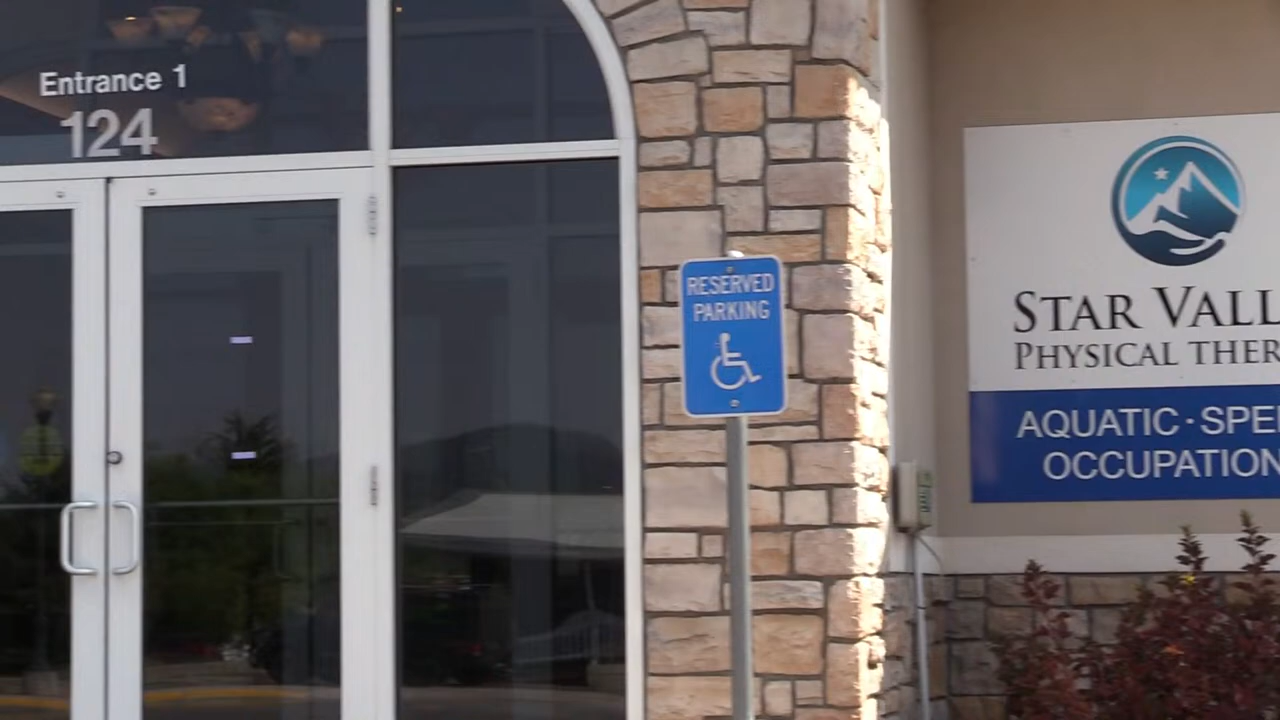 Entrance 1
124
RESERVED
PARKING
STAR VALL
PHYSICAL THER
AQUATIC · SPE
OCCUPATION